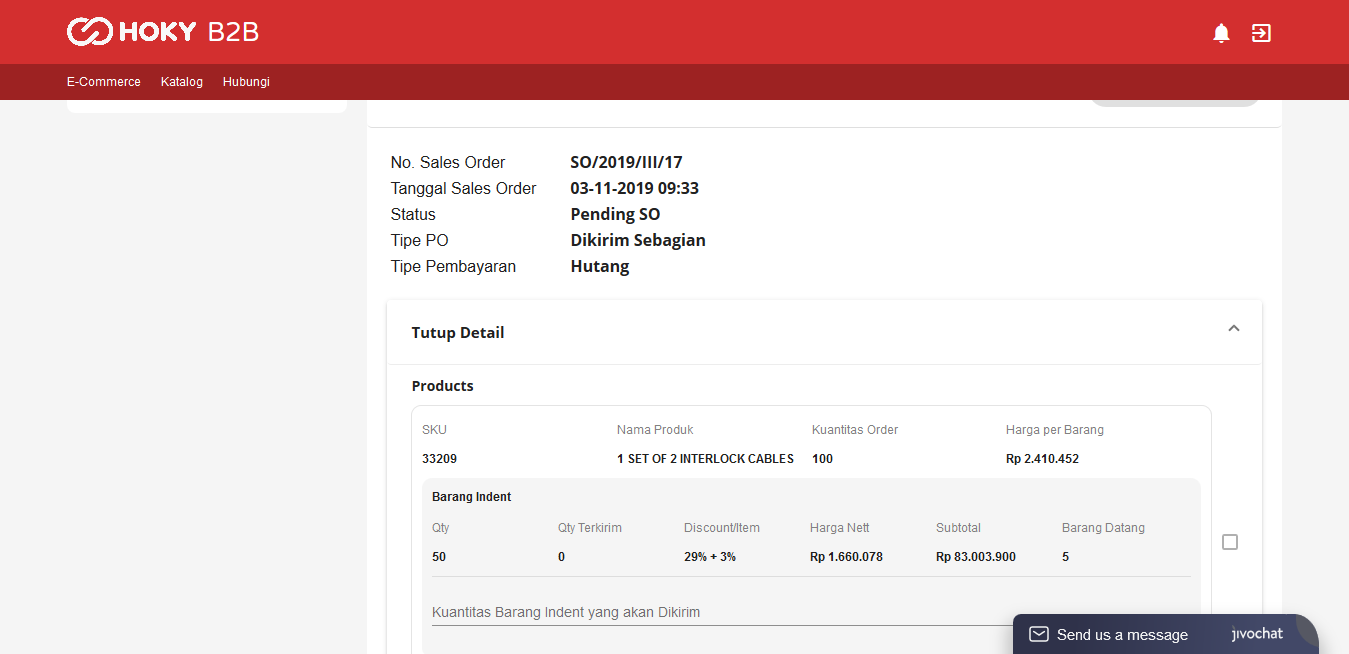 HOKY B2B
E-Commerce Katalog Hubungi
No. Sales Order SO/2019/III/17
Tanggal Sales Order 03-11-2019 09:33
Status Pending SO
Tipe PO Dikirim Sebagian
Tipe Pembayaran Hutang
Tutup Detail
Products
SKU Nama Produk Kuantitas Order Harga per Barang
33209 1 SET OF 2 INTERLOCK CABLES 100 Rp 2.410.452
Barang Indent
Qty Qty Terkirim Discount/Item Harga Nett Subtotal Barang Datang
50 0 29% + 3% Rp 1.660.078 Rp 83.003.900 5
Kuantitas Barang Indent yang akan Dikirim
Send us a message jivochat